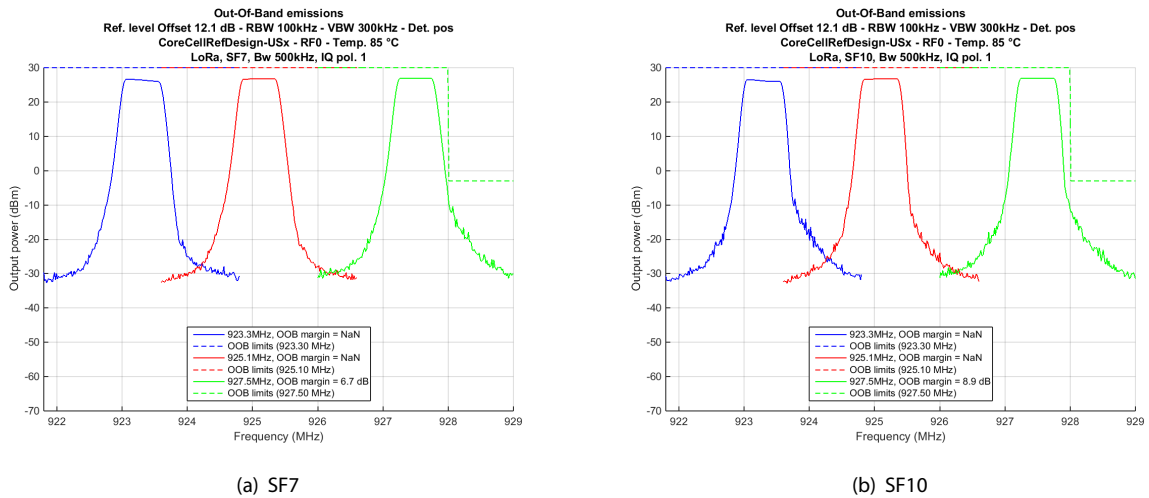 Out-Of-Band emissions
Ref. level Offset 12.1 dB - RBW 100kHz - VBW 300kHz - Det. pos
CoreCellRefDesign-USx - RF0 - Temp. 85 °C
LoRa, SF7, Bw 500kHz, IQ pol. 1
30
20
10
0
-10
-20
-30
-40
-50
-60
-70
Output power (dBm)
923.3MHz, OOB margin = NaN
OOB limits (923.30 MHz)
925.1MHz, OOB margin = NaN
OOB limits (925.10 MHz)
927.5MHz, OOB margin = 6.7 dB
OOB limits (927.50 MHz)
922 923 924 925 926 927 928 929
Frequency (MHz)
(a) SF7
Out-Of-Band emissions
Ref. level Offset 12.1 dB - RBW 100kHz - VBW 300kHz - Det. pos
CoreCellRefDesign-USx - RF0 - Temp. 85 °C
LoRa, SF10, Bw 500kHz, IQ pol. 1
30
20
10
0
-10
-20
-30
-40
-50
-60
-70
Output power (dBm)
923.3MHz, OOB margin = NaN
OOB limits (923.30 MHz)
925.1MHz, OOB margin = NaN
OOB limits (925.10 MHz)
927.5MHz, OOB margin = 8.9 dB
OOB limits (927.50 MHz)
922 923 924 925 926 927 928 929
Frequency (MHz)
(b) SF10